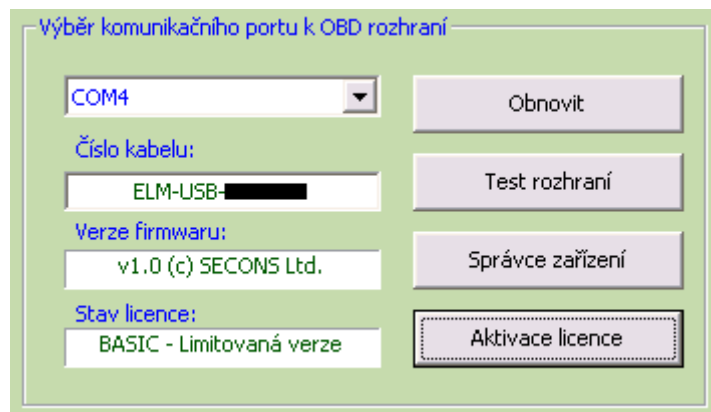 Výběr komunikačního portu k OBD rozhraní
COM4
Obnovit
Číslo kabelu:
ELM-USB-
Test rozhraní
Verze firmwaru:
v1.0 (c) SECONS Ltd.
Správce zařízení
Stav licence:
BASIC - Limitovaná verze
Aktivace licence